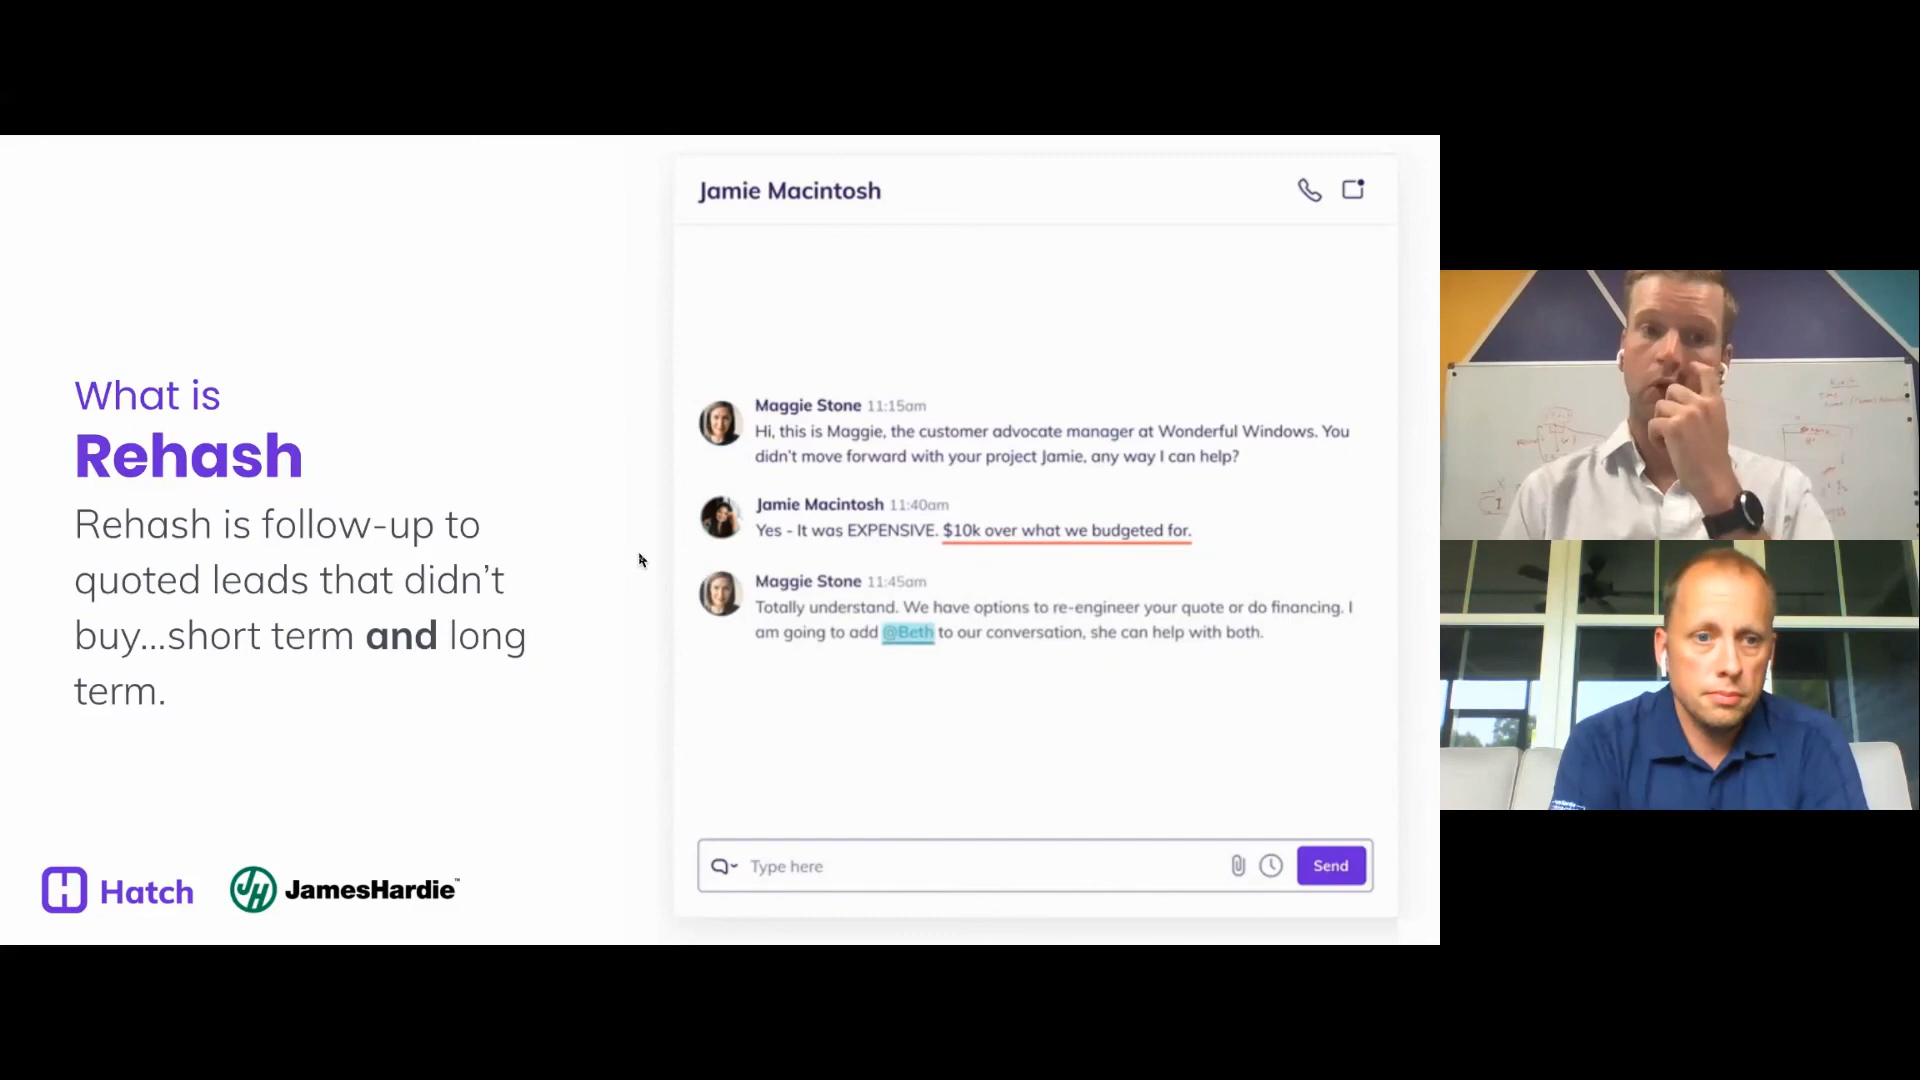 What is
Rehash
Rehash is follow-up to
quoted leads that didn’t
buy...short term and long
term.
Hatch
JH JamesHardie™
Jamie Macintosh
Maggie Stone 11:15am
Hi, this is Maggie, the customer advocate manager at Wonderful Windows. You
didn’t move forward with your project Jamie, any way I can help?
Jamie Macintosh 11:40am
Yes - It was EXPENSIVE. $10k over what we budgeted for.
Maggie Stone 11:45am
Totally understand. We have options to re-engineer your quote or do financing. I
am going to add @Beth to our conversation, she can help with both.
Type here
Send